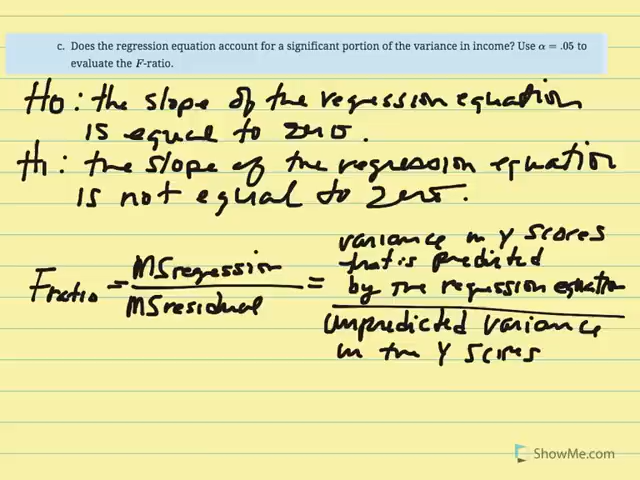 c. Does the regression equation account for a significant portion of the variance in income? Use α = .05 to
evaluate the F-ratio.
H0: the slope of the regression equation
is equal to zero.
H1: the slope of the regression equation
is not equal to zero.
Fratio = MSregression / MSresidual =
variance in Y scores
that is predicted
by the regression equation
unpredicted variance
in the Y scores
ShowMe.com